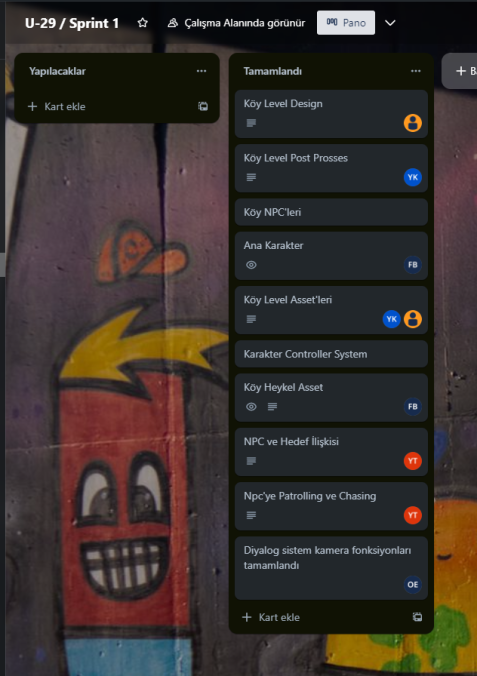 U-29 / Sprint 1
Çalışma Alanında görünür
Pano
Yapılacaklar
Kart ekle
Tamamlandı
Köy Level Design
Köy Level Post Prosses
YK
Köy NPC'leri
Ana Karakter
FB
Köy Level Asset'leri
YK
Karakter Controller System
Köy Heykel Asset
FB
NPC ve Hedef İlişkisi
YT
Npc'ye Patrolling ve Chasing
YT
Diyalog sistem kamera fonksiyonları
tamamlandı
OE
Kart ekle